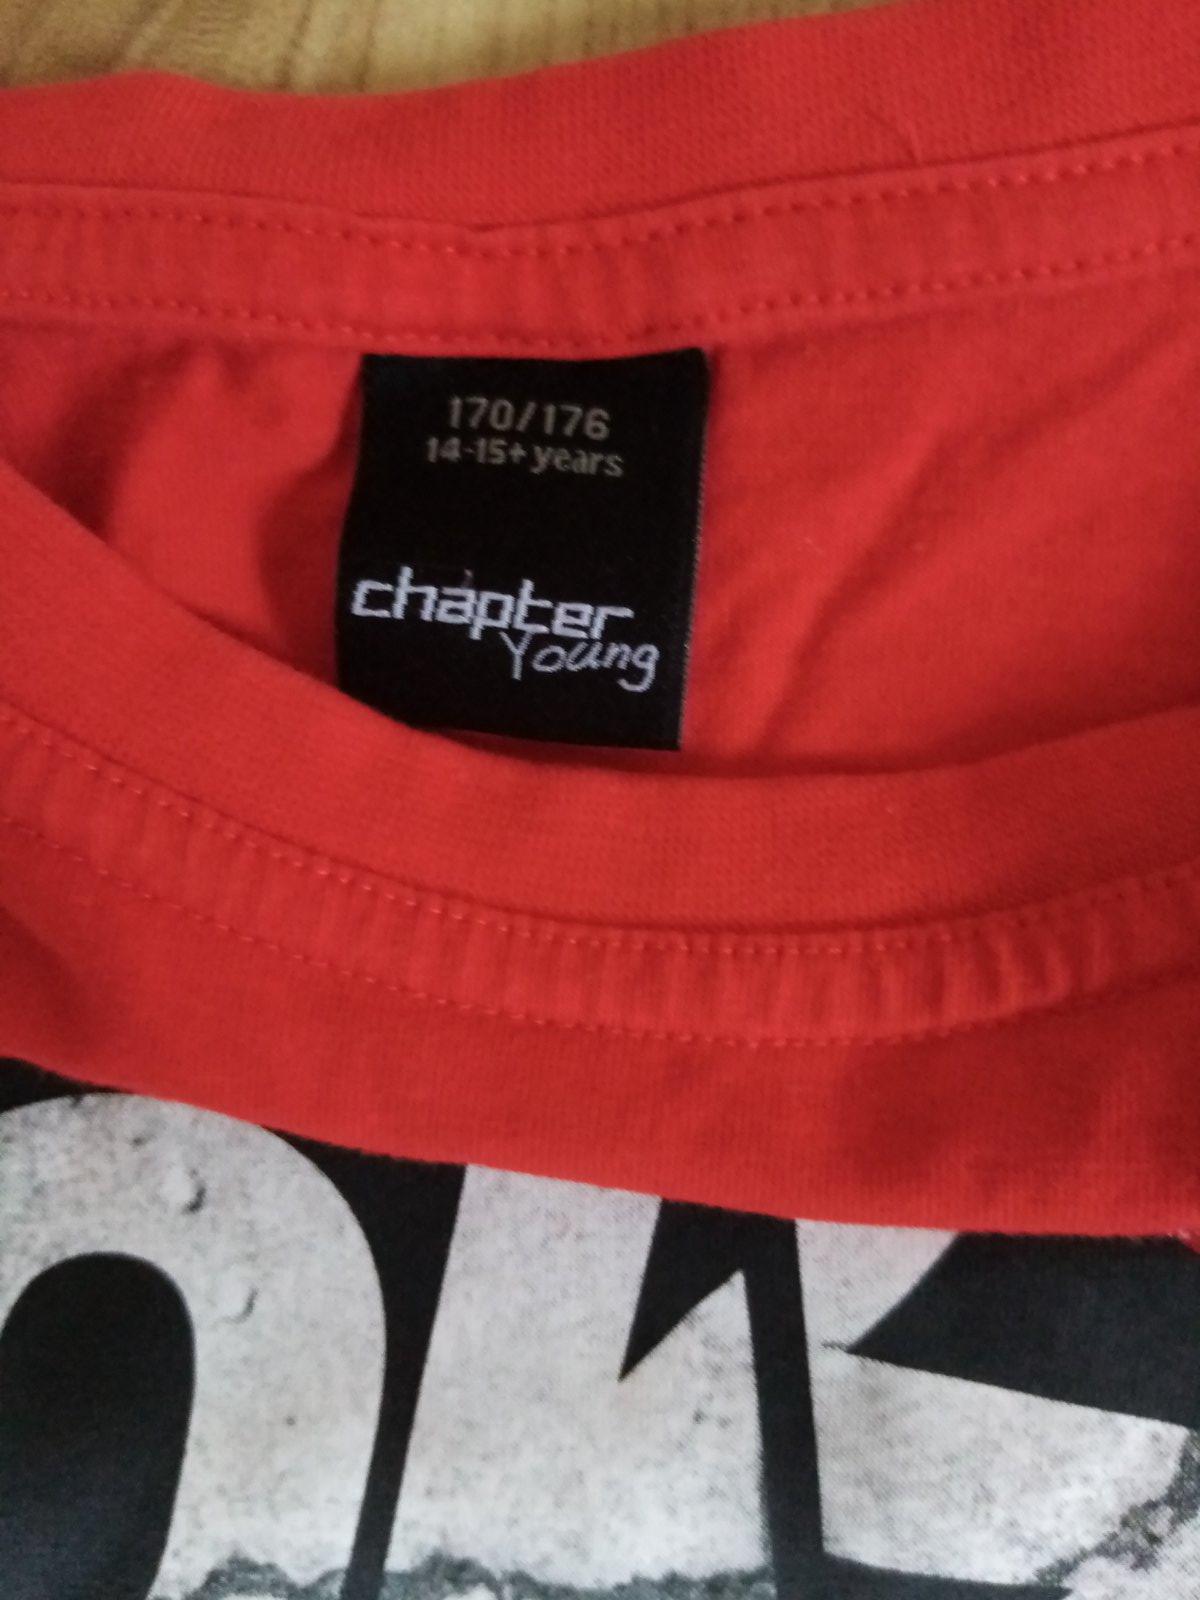 170/176
14-15+ years
chapter
Young